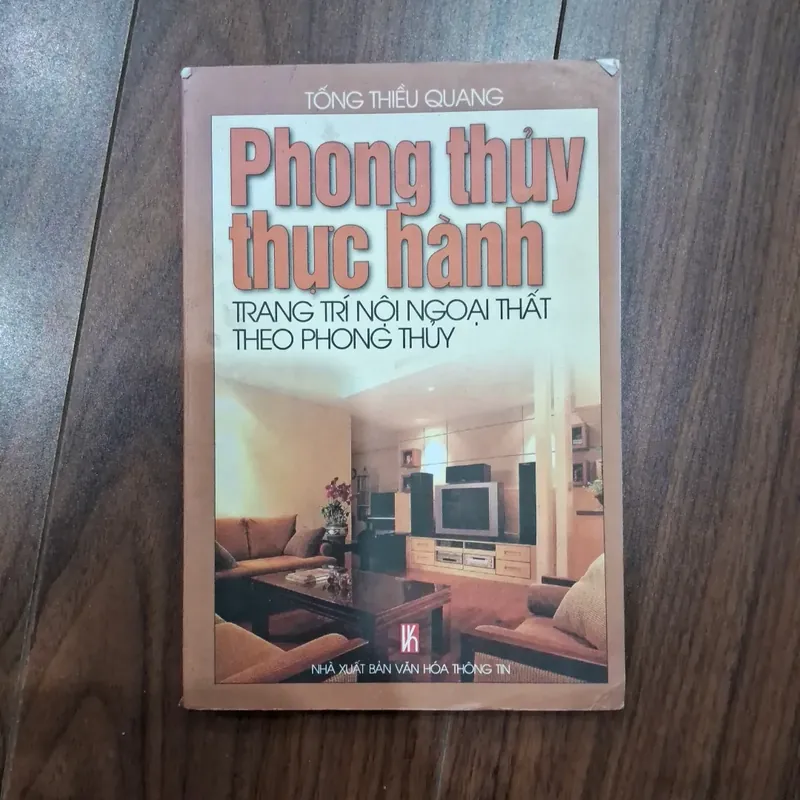 TỐNG THIỀU QUANG
Phong thủy
thực hành
TRANG TRÍ NỘI NGOẠI THẤT
THEO PHONG THỦY
NHÀ XUẤT BẢN VĂN HÓA THÔNG TIN